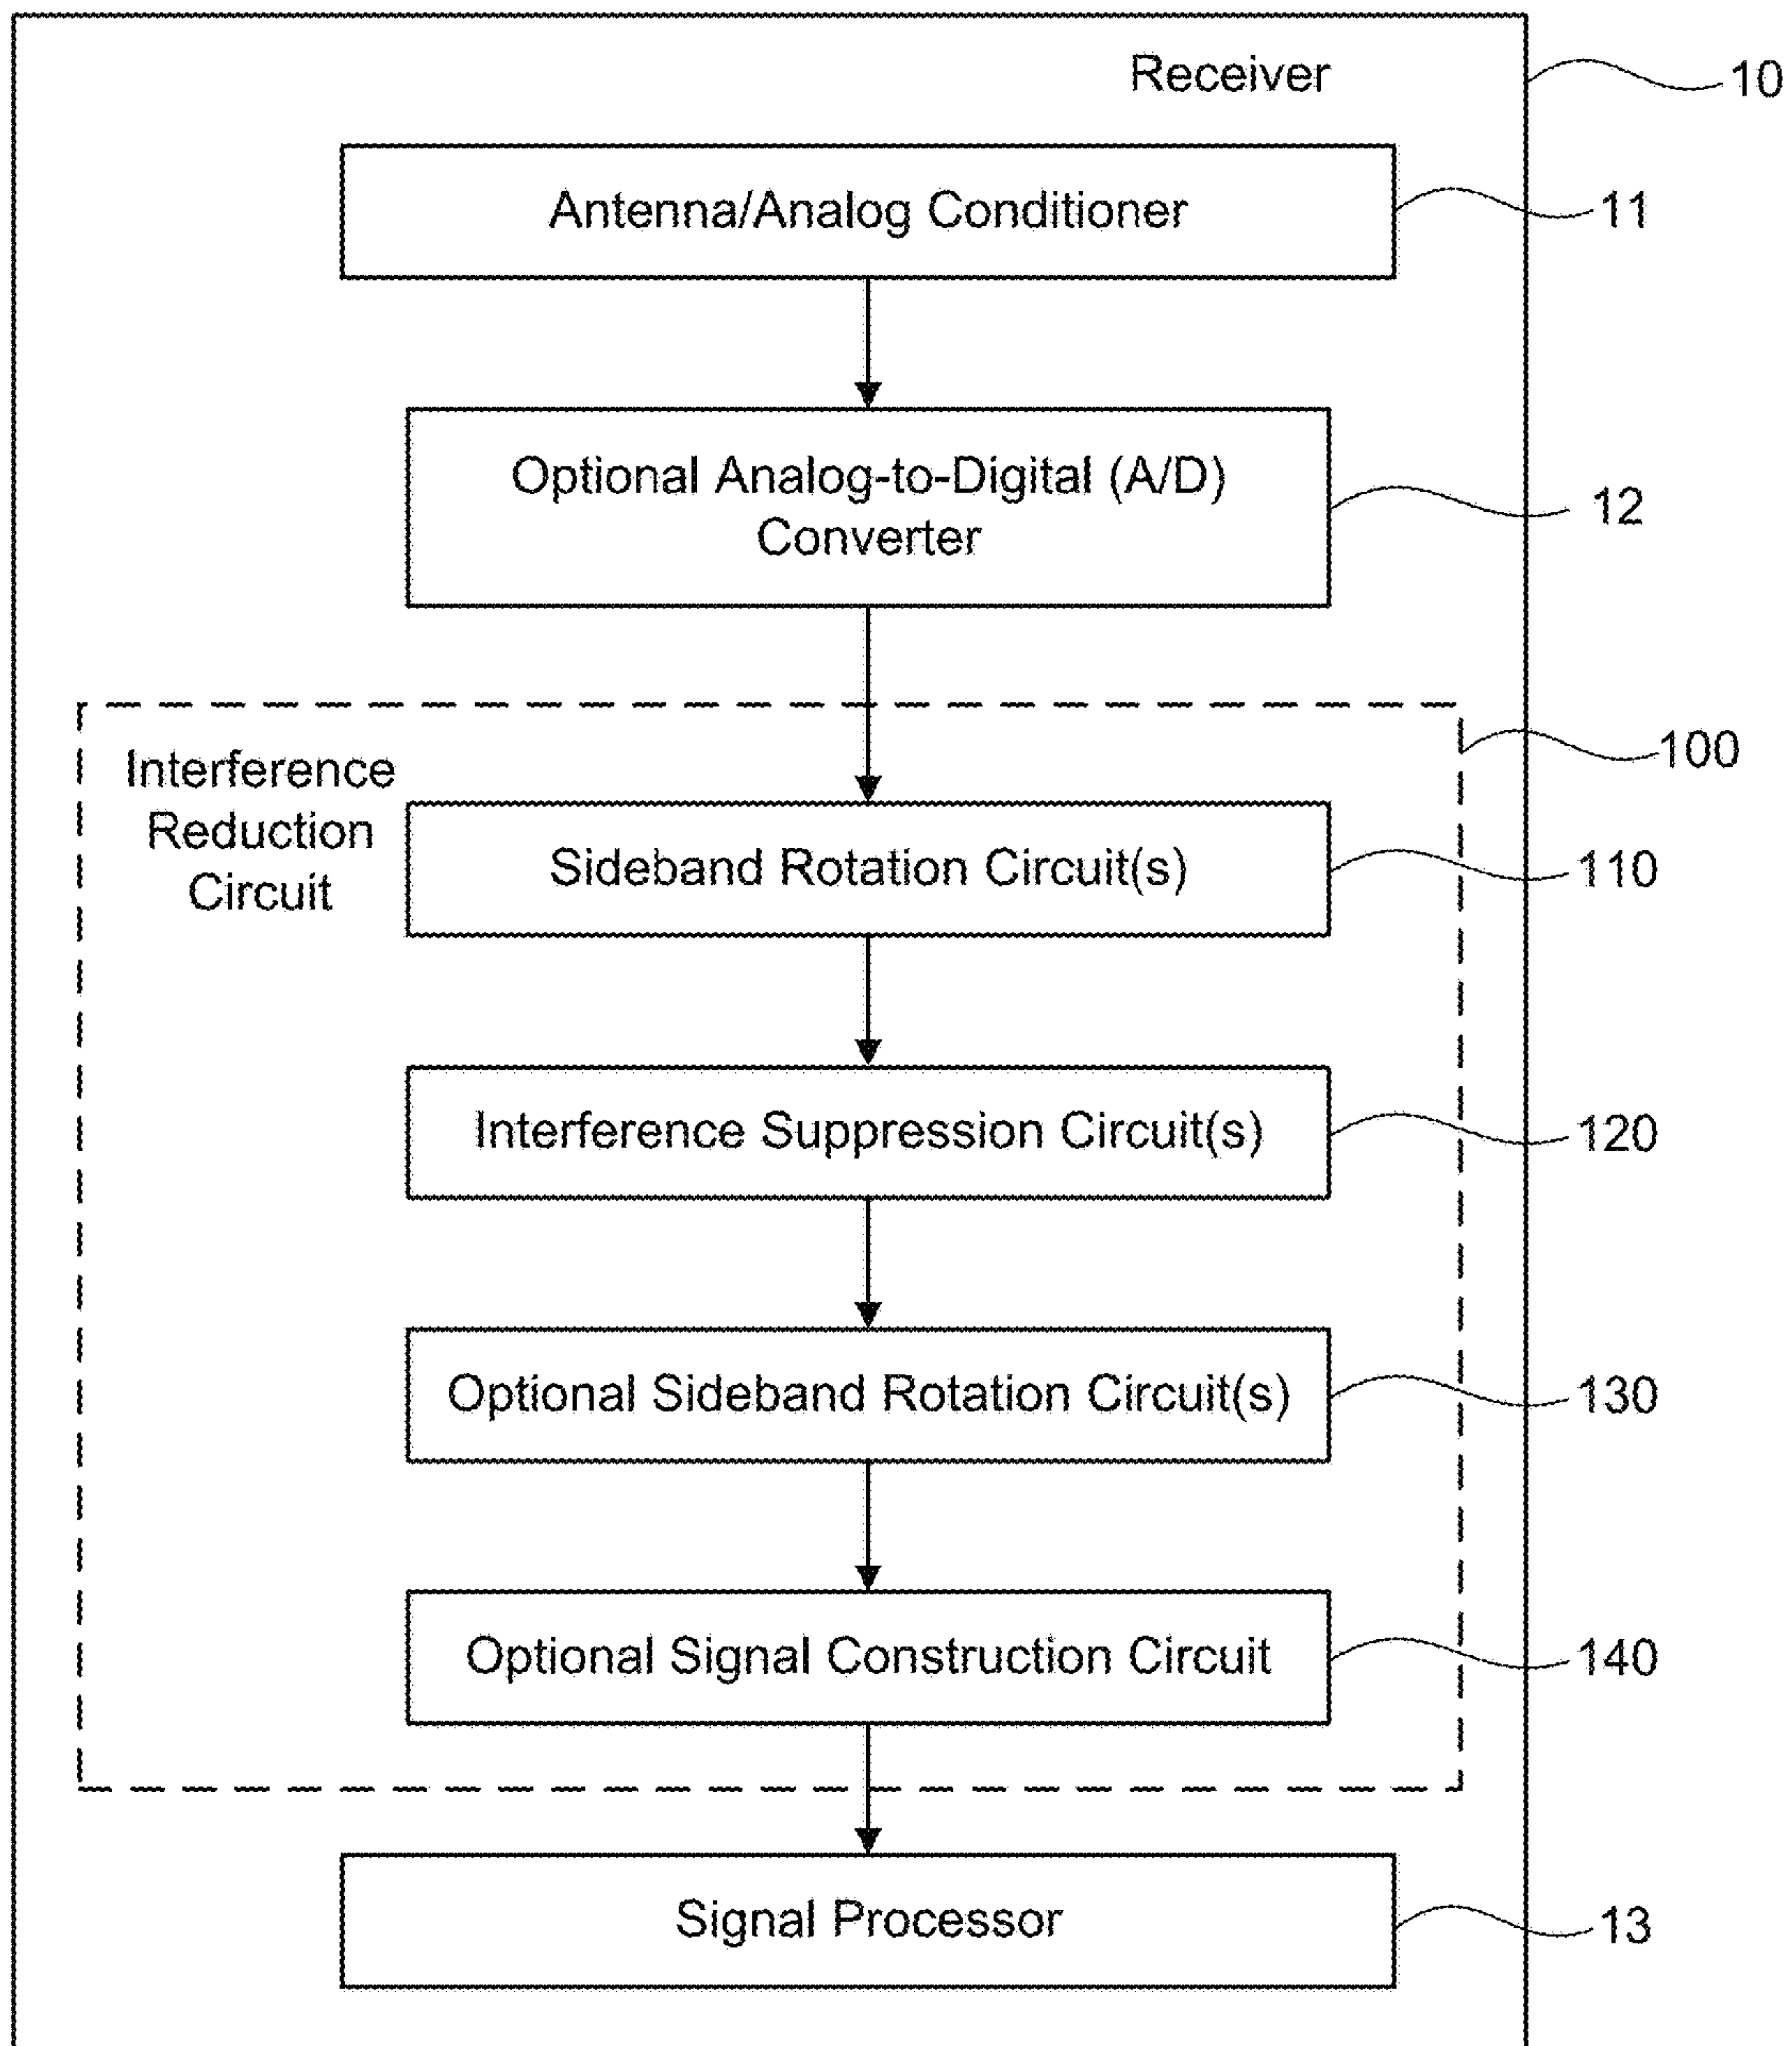 Receiver
10
Antenna/Analog Conditioner
11
Optional Analog-to-Digital (A/D)
Converter
12
Interference
Reduction
Circuit
100
Sideband Rotation Circuit(s)
110
Interference Suppression Circuit(s)
120
Optional Sideband Rotation Circuit(s)
130
Optional Signal Construction Circuit
140
Signal Processor
13